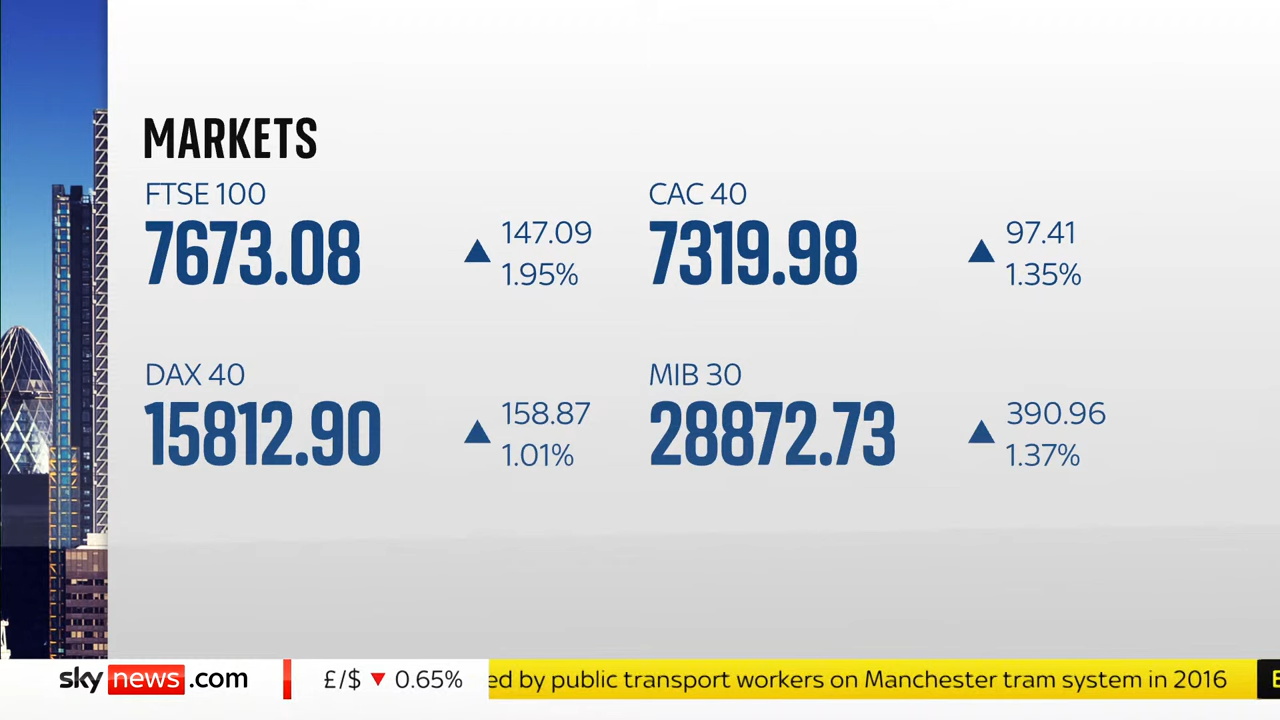 MARKETS
FTSE 100
7673.08
▲ 147.09
1.95%
CAC 40
7319.98
▲ 97.41
1.35%
DAX 40
15812.90
▲ 158.87
1.01%
MIB 30
28872.73
▲ 390.96
1.37%
sky news.com
£/$ ▼ 0.65%
ed by public transport workers on Manchester tram system in 2016